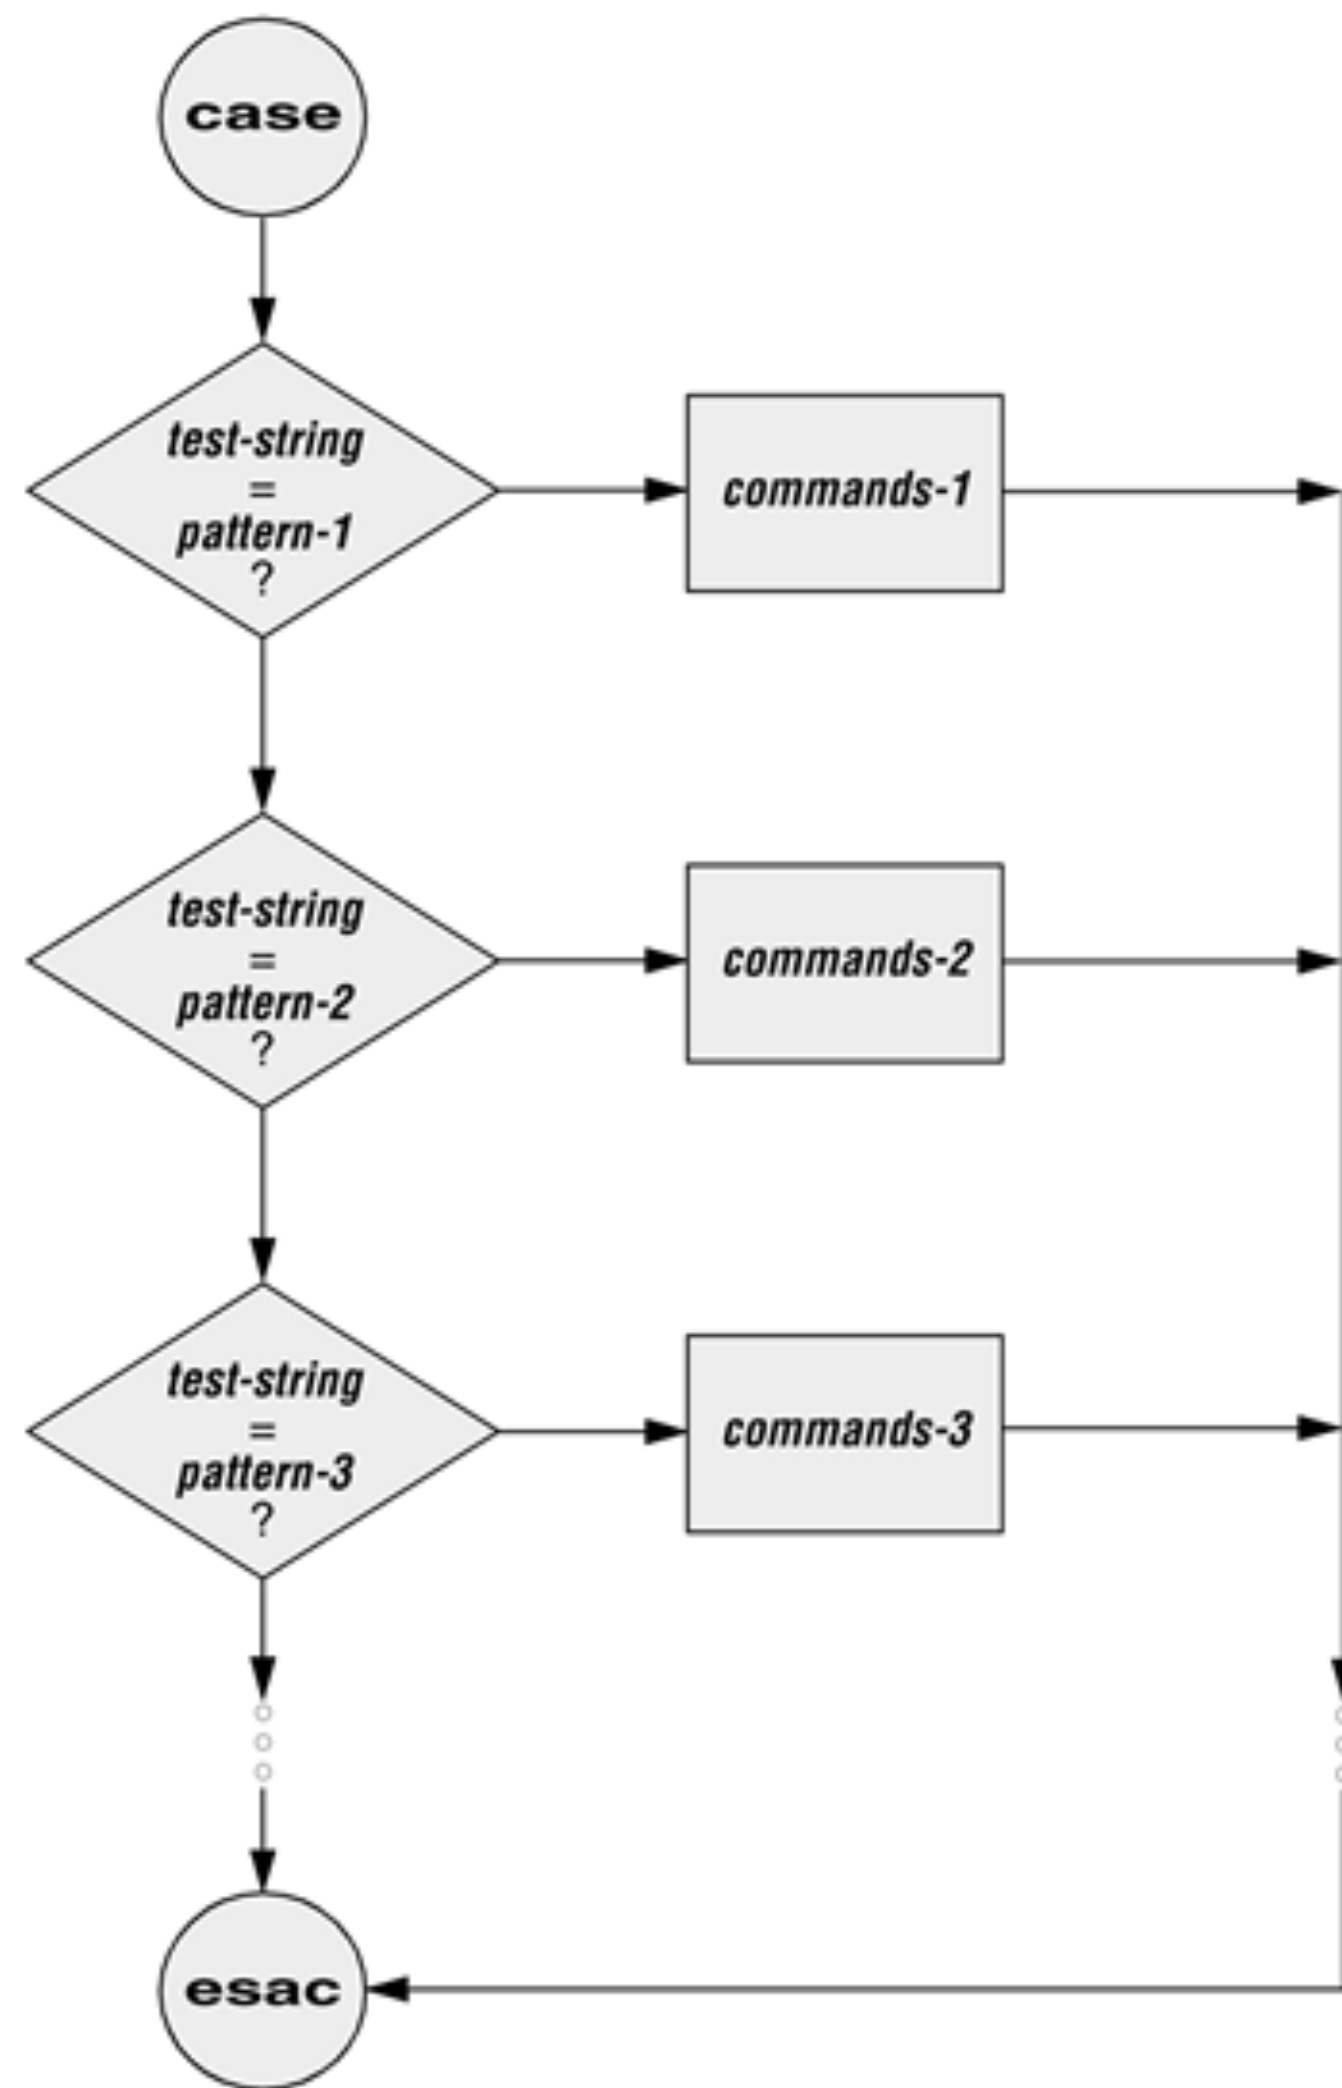 case
test-string
=
pattern-1
?
commands-1
test-string
=
pattern-2
?
commands-2
test-string
=
pattern-3
?
commands-3
esac